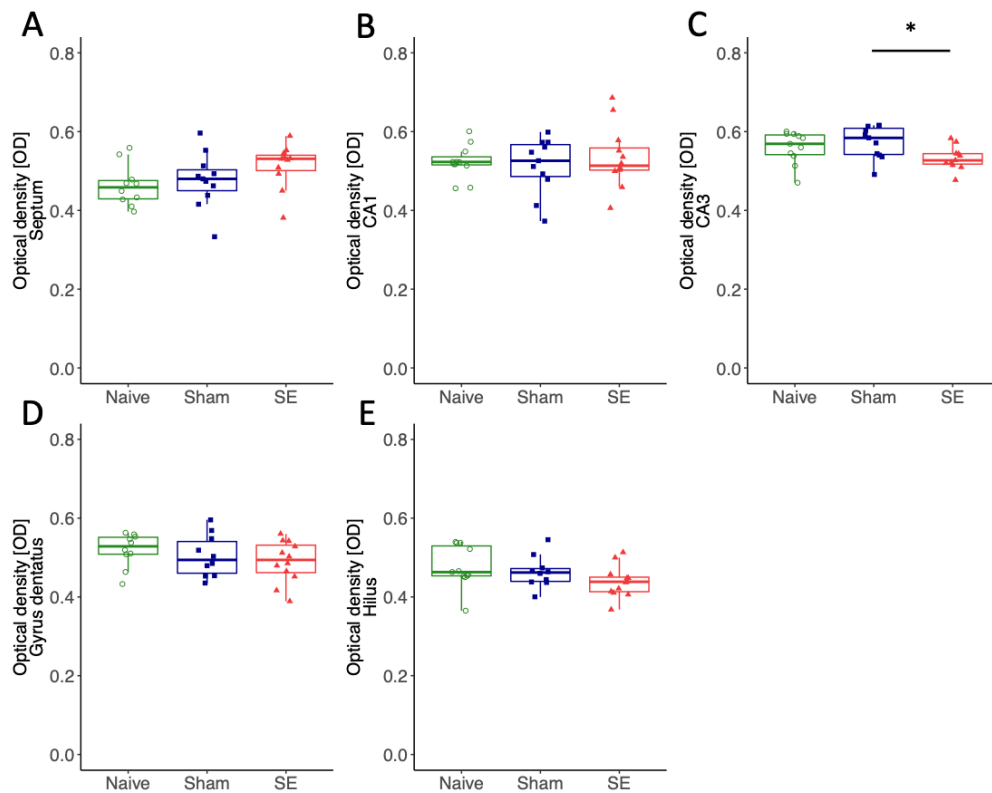 A
Optical density [OD]
Septum
0.8
0.6
0.4
0.2
0.0
Naive Sham SE
B
Optical density [OD]
CA1
0.8
0.6
0.4
0.2
0.0
Naive Sham SE
C
*
Optical density [OD]
CA3
0.8
0.6
0.4
0.2
0.0
Naive Sham SE
D
Optical density [OD]
Gyrus dentatus
0.8
0.6
0.4
0.2
0.0
Naive Sham SE
E
Optical density [OD]
Hilus
0.8
0.6
0.4
0.2
0.0
Naive Sham SE